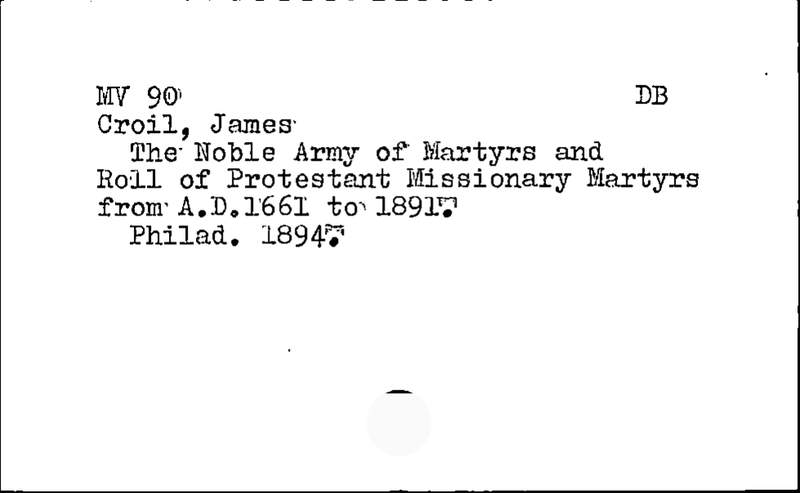 MV 90 DB
Croil, James
The Noble Army of Martyrs and
Roll of Protestant Missionary Martyrs
from A.D.1661 to 1891.
Philad. 1894.